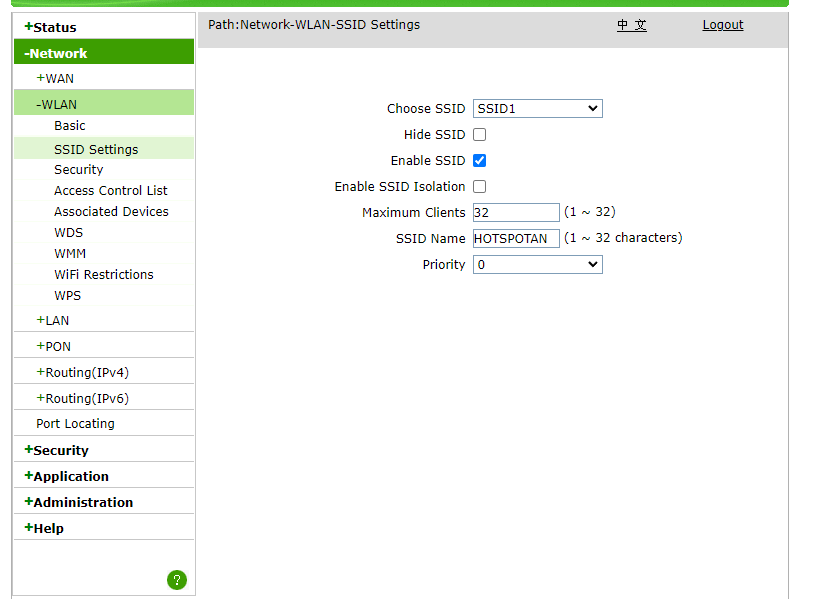 +Status
-Network
+WAN
-WLAN
Basic
SSID Settings
Security
Access Control List
Associated Devices
WDS
WMM
WiFi Restrictions
WPS
+LAN
+PON
+Routing(IPv4)
+Routing(IPv6)
Port Locating
+Security
+Application
+Administration
+Help
?
Path:Network-WLAN-SSID Settings 中 文 Logout
Choose SSID SSID1
Hide SSID
Enable SSID
Enable SSID Isolation
Maximum Clients 32 (1 ~ 32)
SSID Name HOTSPOTAN (1 ~ 32 characters)
Priority 0